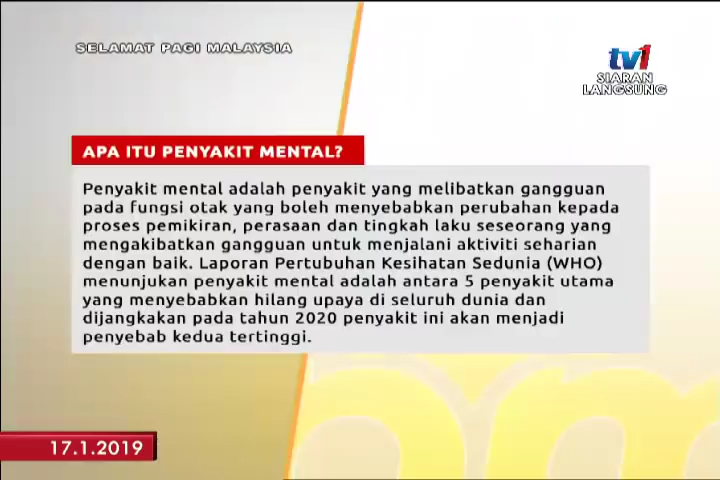 SELAMAT PAGI MALAYSIA
tv1
SIARAN
LANGSUNG
APA ITU PENYAKIT MENTAL?
Penyakit mental adalah penyakit yang melibatkan gangguan
pada fungsi otak yang boleh menyebabkan perubahan kepada
proses pemikiran, perasaan dan tingkah laku seseorang yang
mengakibatkan gangguan untuk menjalani aktiviti seharian
dengan baik. Laporan Pertubuhan Kesihatan Sedunia (WHO)
menunjukan penyakit mental adalah antara 5 penyakit utama
yang menyebabkan hilang upaya di seluruh dunia dan
dijangkakan pada tahun 2020 penyakit ini akan menjadi
penyebab kedua tertinggi.
17.1.2019